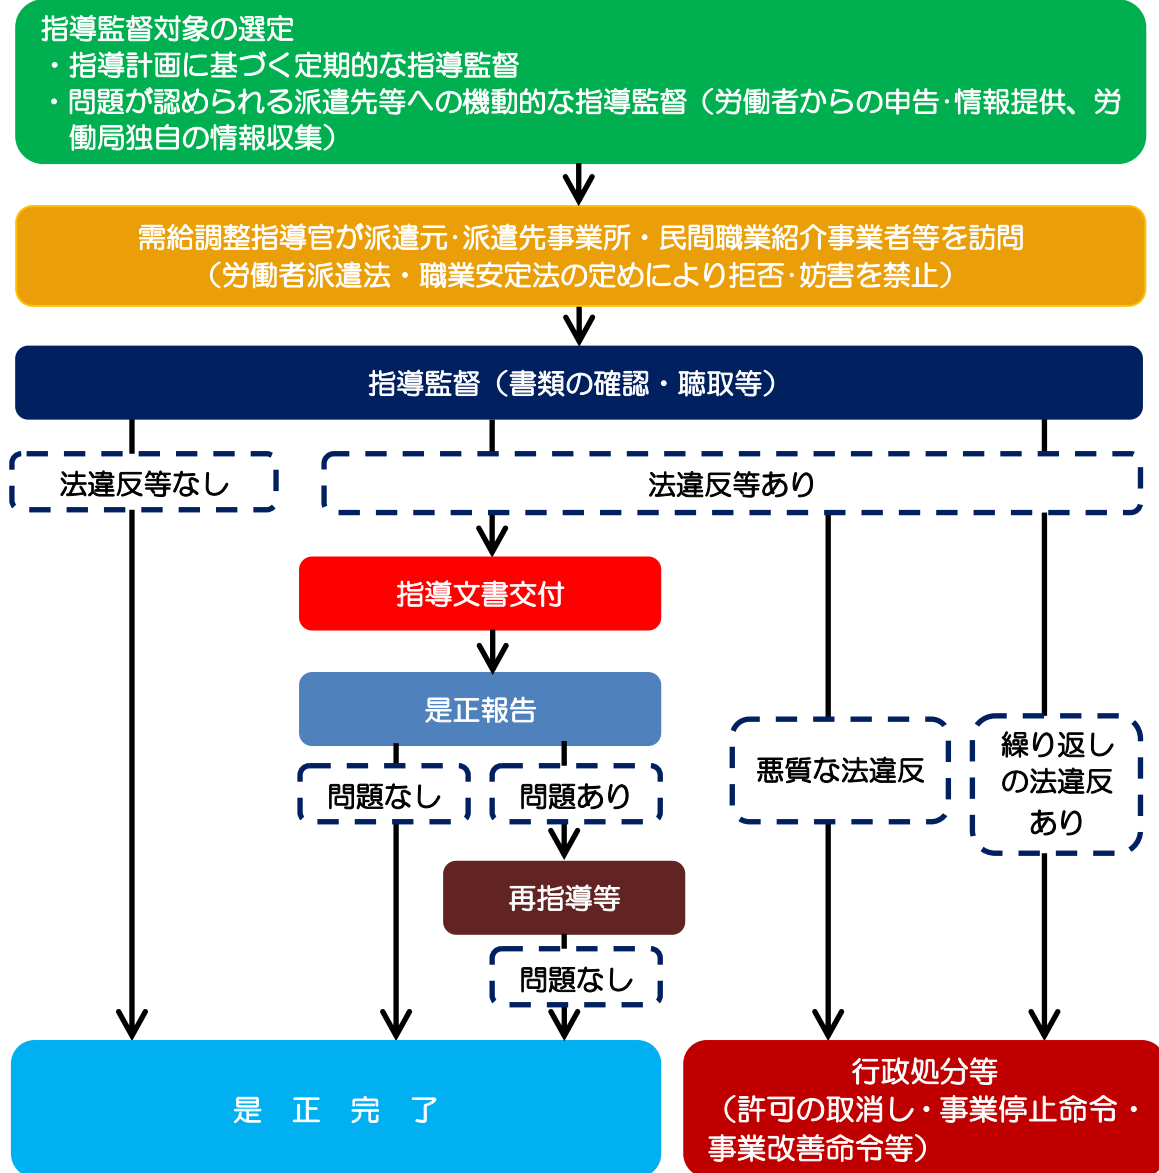 指導監督対象の選定
・指導計画に基づく定期的な指導監督
・問題が認められる派遣先等への機動的な指導監督（労働者からの申告･情報提供、労
働局独自の情報収集）
需給調整指導官が派遣元･派遣先事業所・民間職業紹介事業者等を訪問
（労働者派遣法・職業安定法の定めにより拒否･妨害を禁止）
指導監督（書類の確認・聴取等）
法違反等なし
法違反等あり
指導文書交付
是正報告
問題なし
問題あり
悪質な法違反
繰り返し
の法違反
あり
再指導等
問題なし
是　正　完　了
行政処分等
（許可の取消し・事業停止命令・
事業改善命令等）